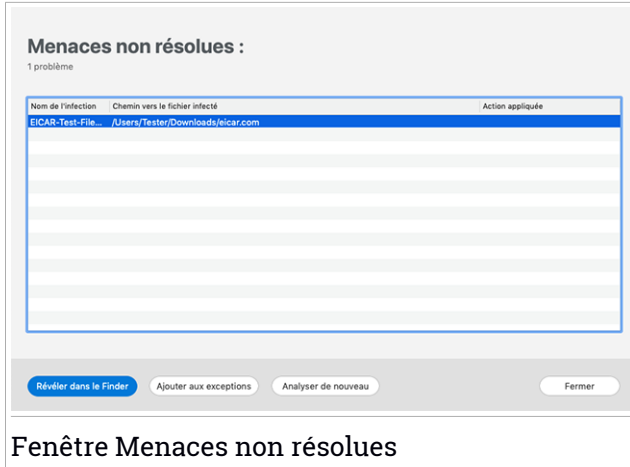 Menaces non résolues :
1 problème
Nom de l'infection Chemin vers le fichier infecté Action appliquée
EICAR-Test-File... /Users/Tester/Downloads/eicar.com
Révéler dans le Finder Ajouter aux exceptions Analyser de nouveau Fermer
Fenêtre Menaces non résolues